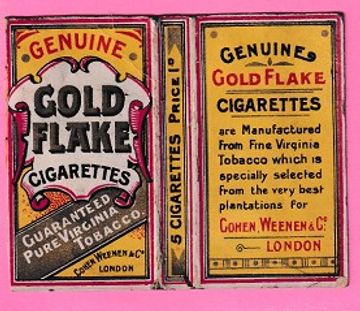 GENUINE
GOLD
FLAKE
CIGARETTES
GUARANTEED
PURE VIRGINIA
TOBACCO.
COHEN WEENEN & Co
LONDON
5 CIGARETTES PRICE 1D
GENUINE
GOLD FLAKE
CIGARETTES
are Manufactured
from Fine Virginia
Tobacco which is
specially selected
from the very best
plantations for
COHEN, WEENEN & Co.
LONDON